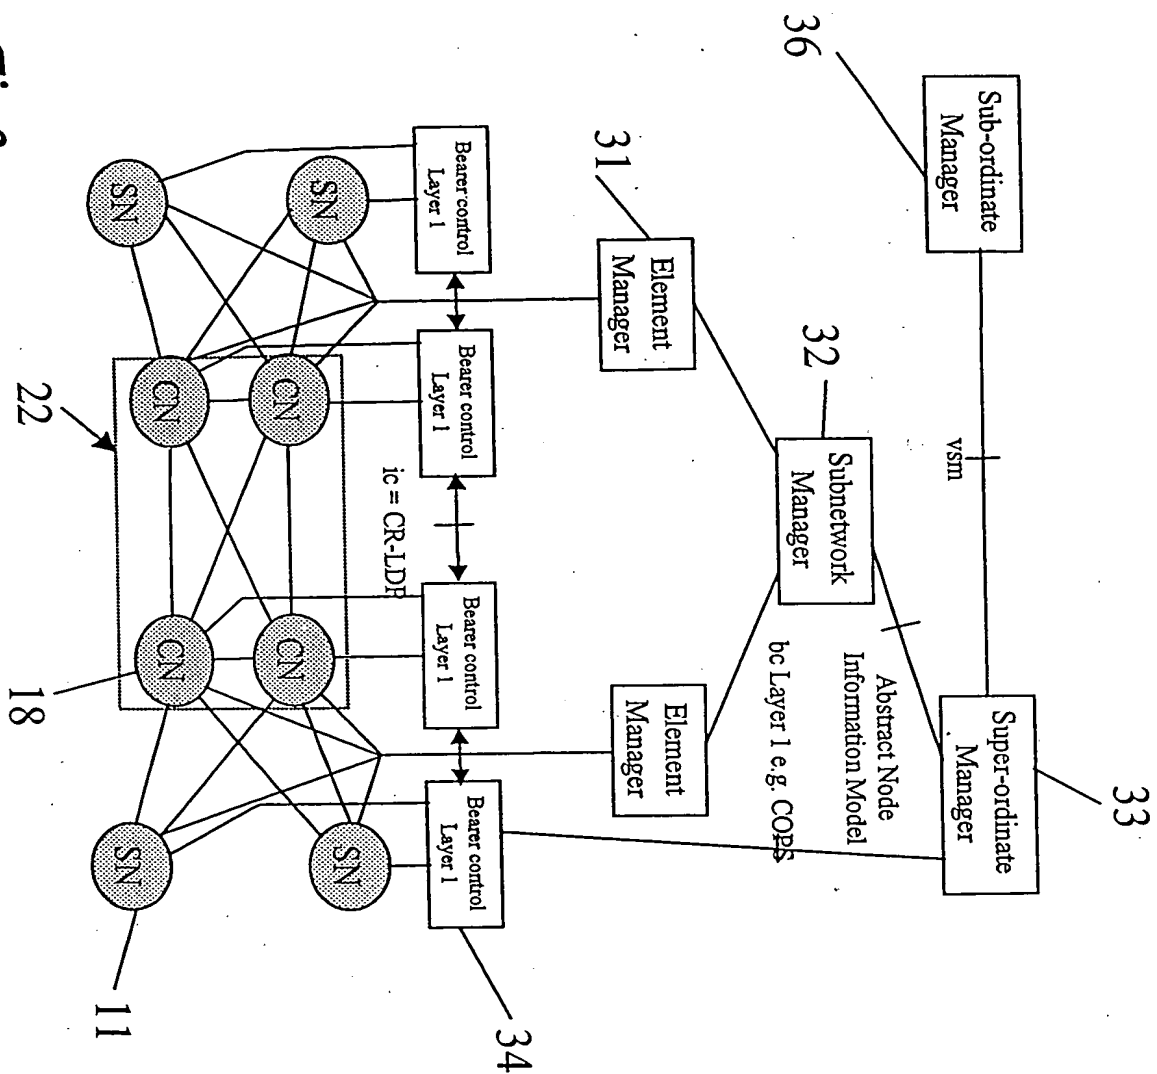 33
Sub-ordinate
Manager
Super-ordinate
Manager
vsm
Abstract Node
Information Model
36
32
Subnetwork
Manager
bc Layer 1 e.g. COPS
31
Element
Manager
Element
Manager
34
Bearer control
Layer 1
Bearer control
Layer 1
Bearer control
Layer 1
Bearer control
Layer 1
ic = CR-LDP
SN
CN
CN
SN
SN
CN
CN
SN
22
18
11